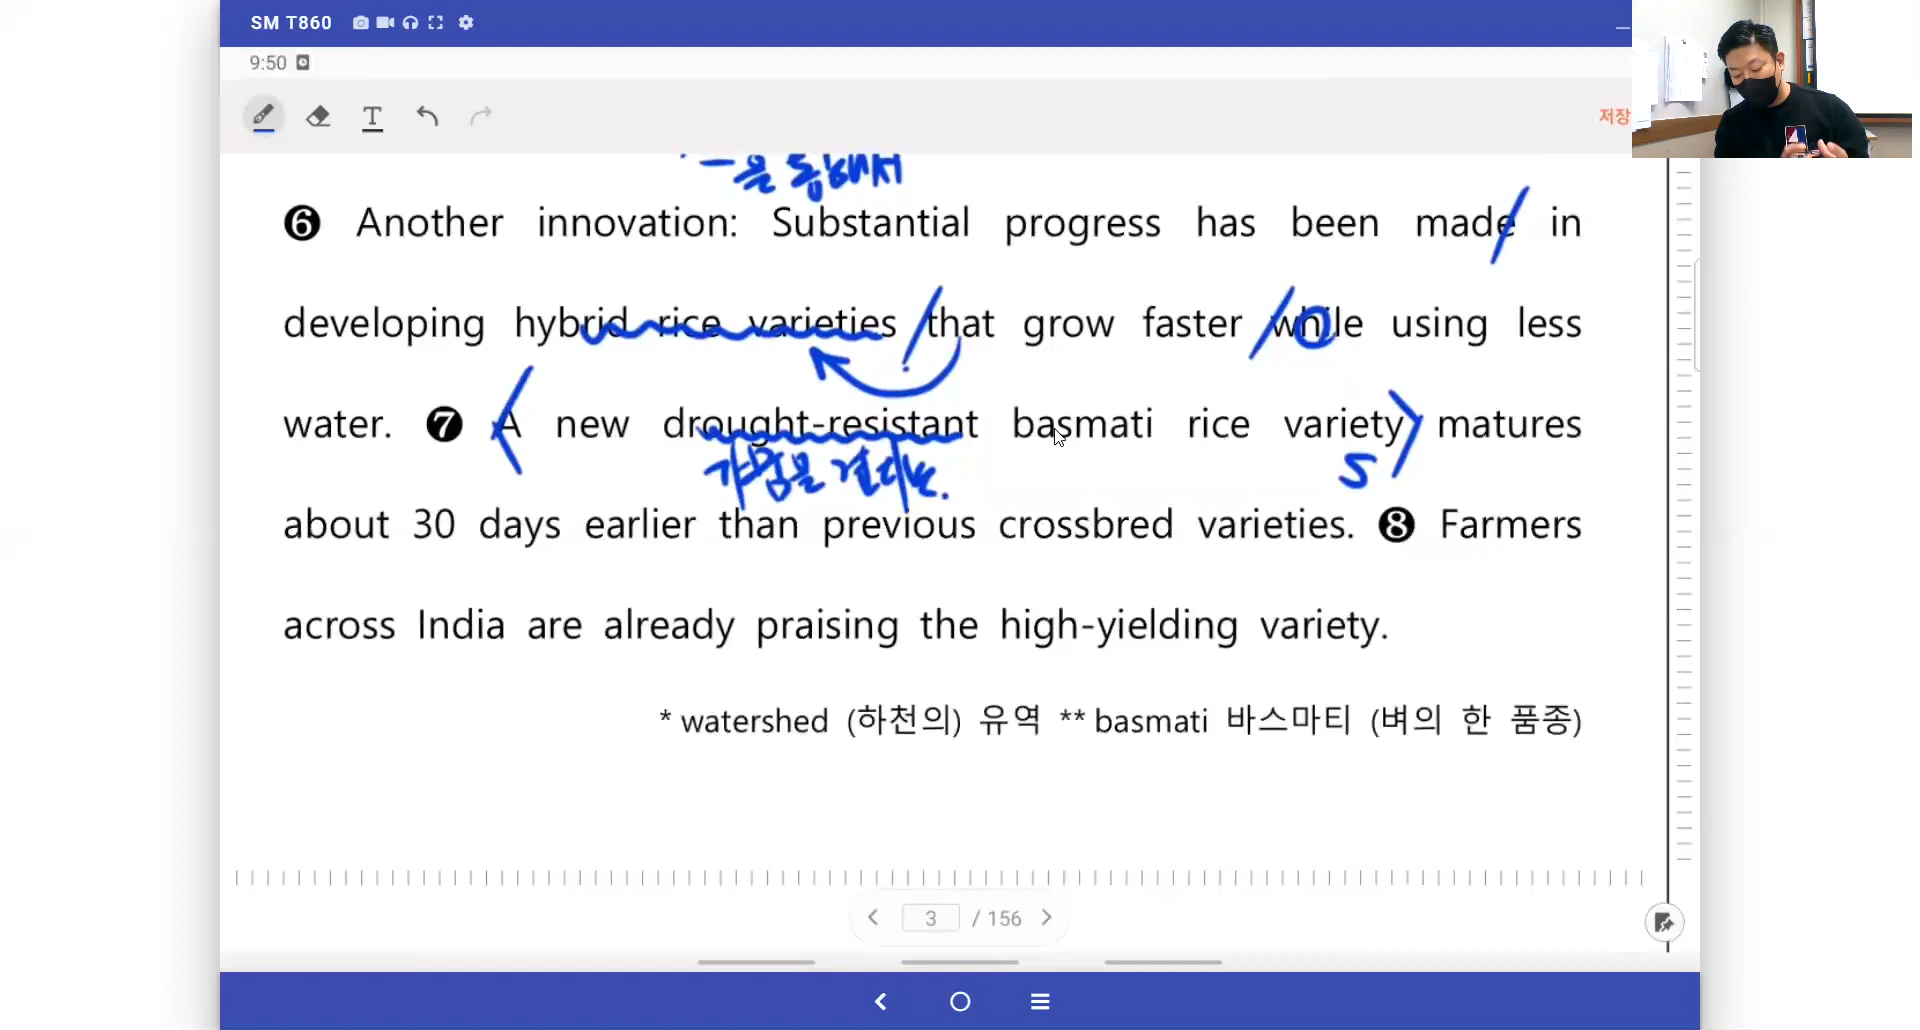 SM T860
9:50
저장
-을 통해서
❻ Another innovation: Substantial progress has been made in
developing hybrid rice varieties that grow faster while using less
water. ❼ A new drought-resistant basmati rice variety matures
가뭄을 견디는. S
about 30 days earlier than previous crossbred varieties. ❽ Farmers
across India are already praising the high-yielding variety.
* watershed (하천의) 유역 ** basmati 바스마티 (벼의 한 품종)
3 / 156